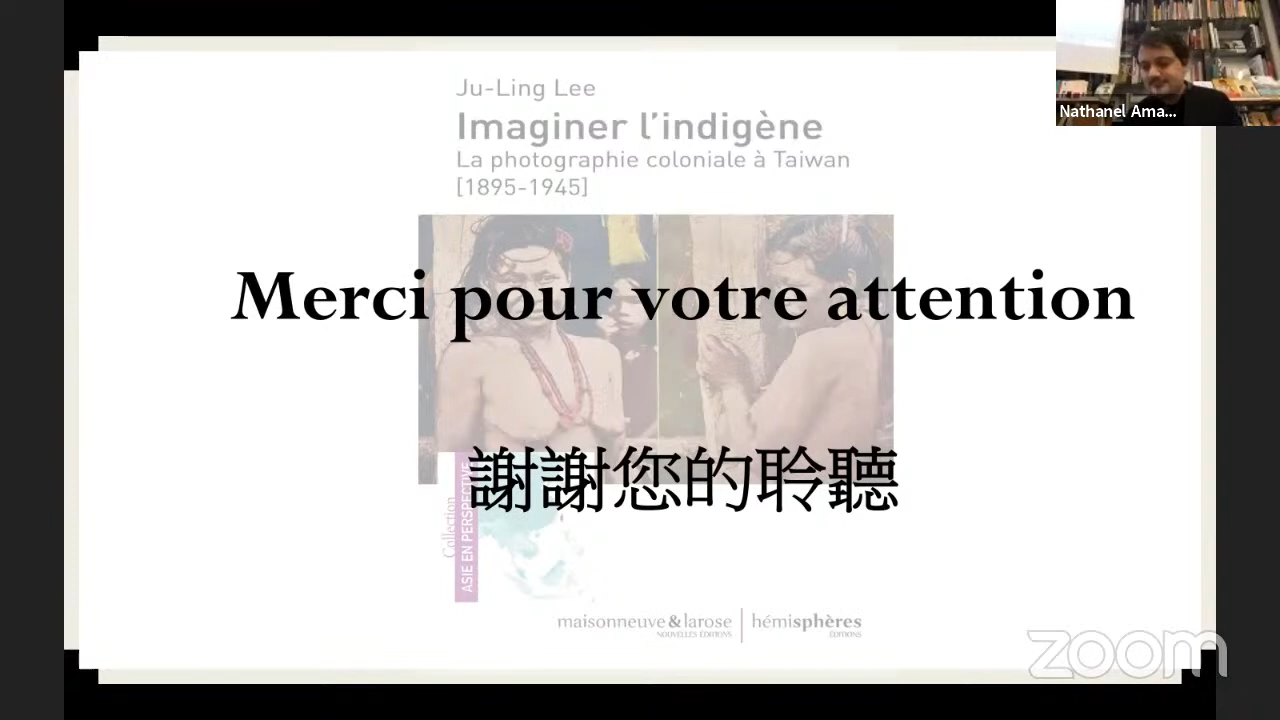 Ju-Ling Lee
Imaginer l'indigène
La photographie coloniale à Taiwan
[1895-1945]
Nathanel Ama...
Merci pour votre attention
謝謝您的聆聽
Collection
ASIE EN PERSPECTIVE
maisonneuve&larose
NOUVELLES ÉDITIONS
hémisphères
ÉDITIONS
zoom